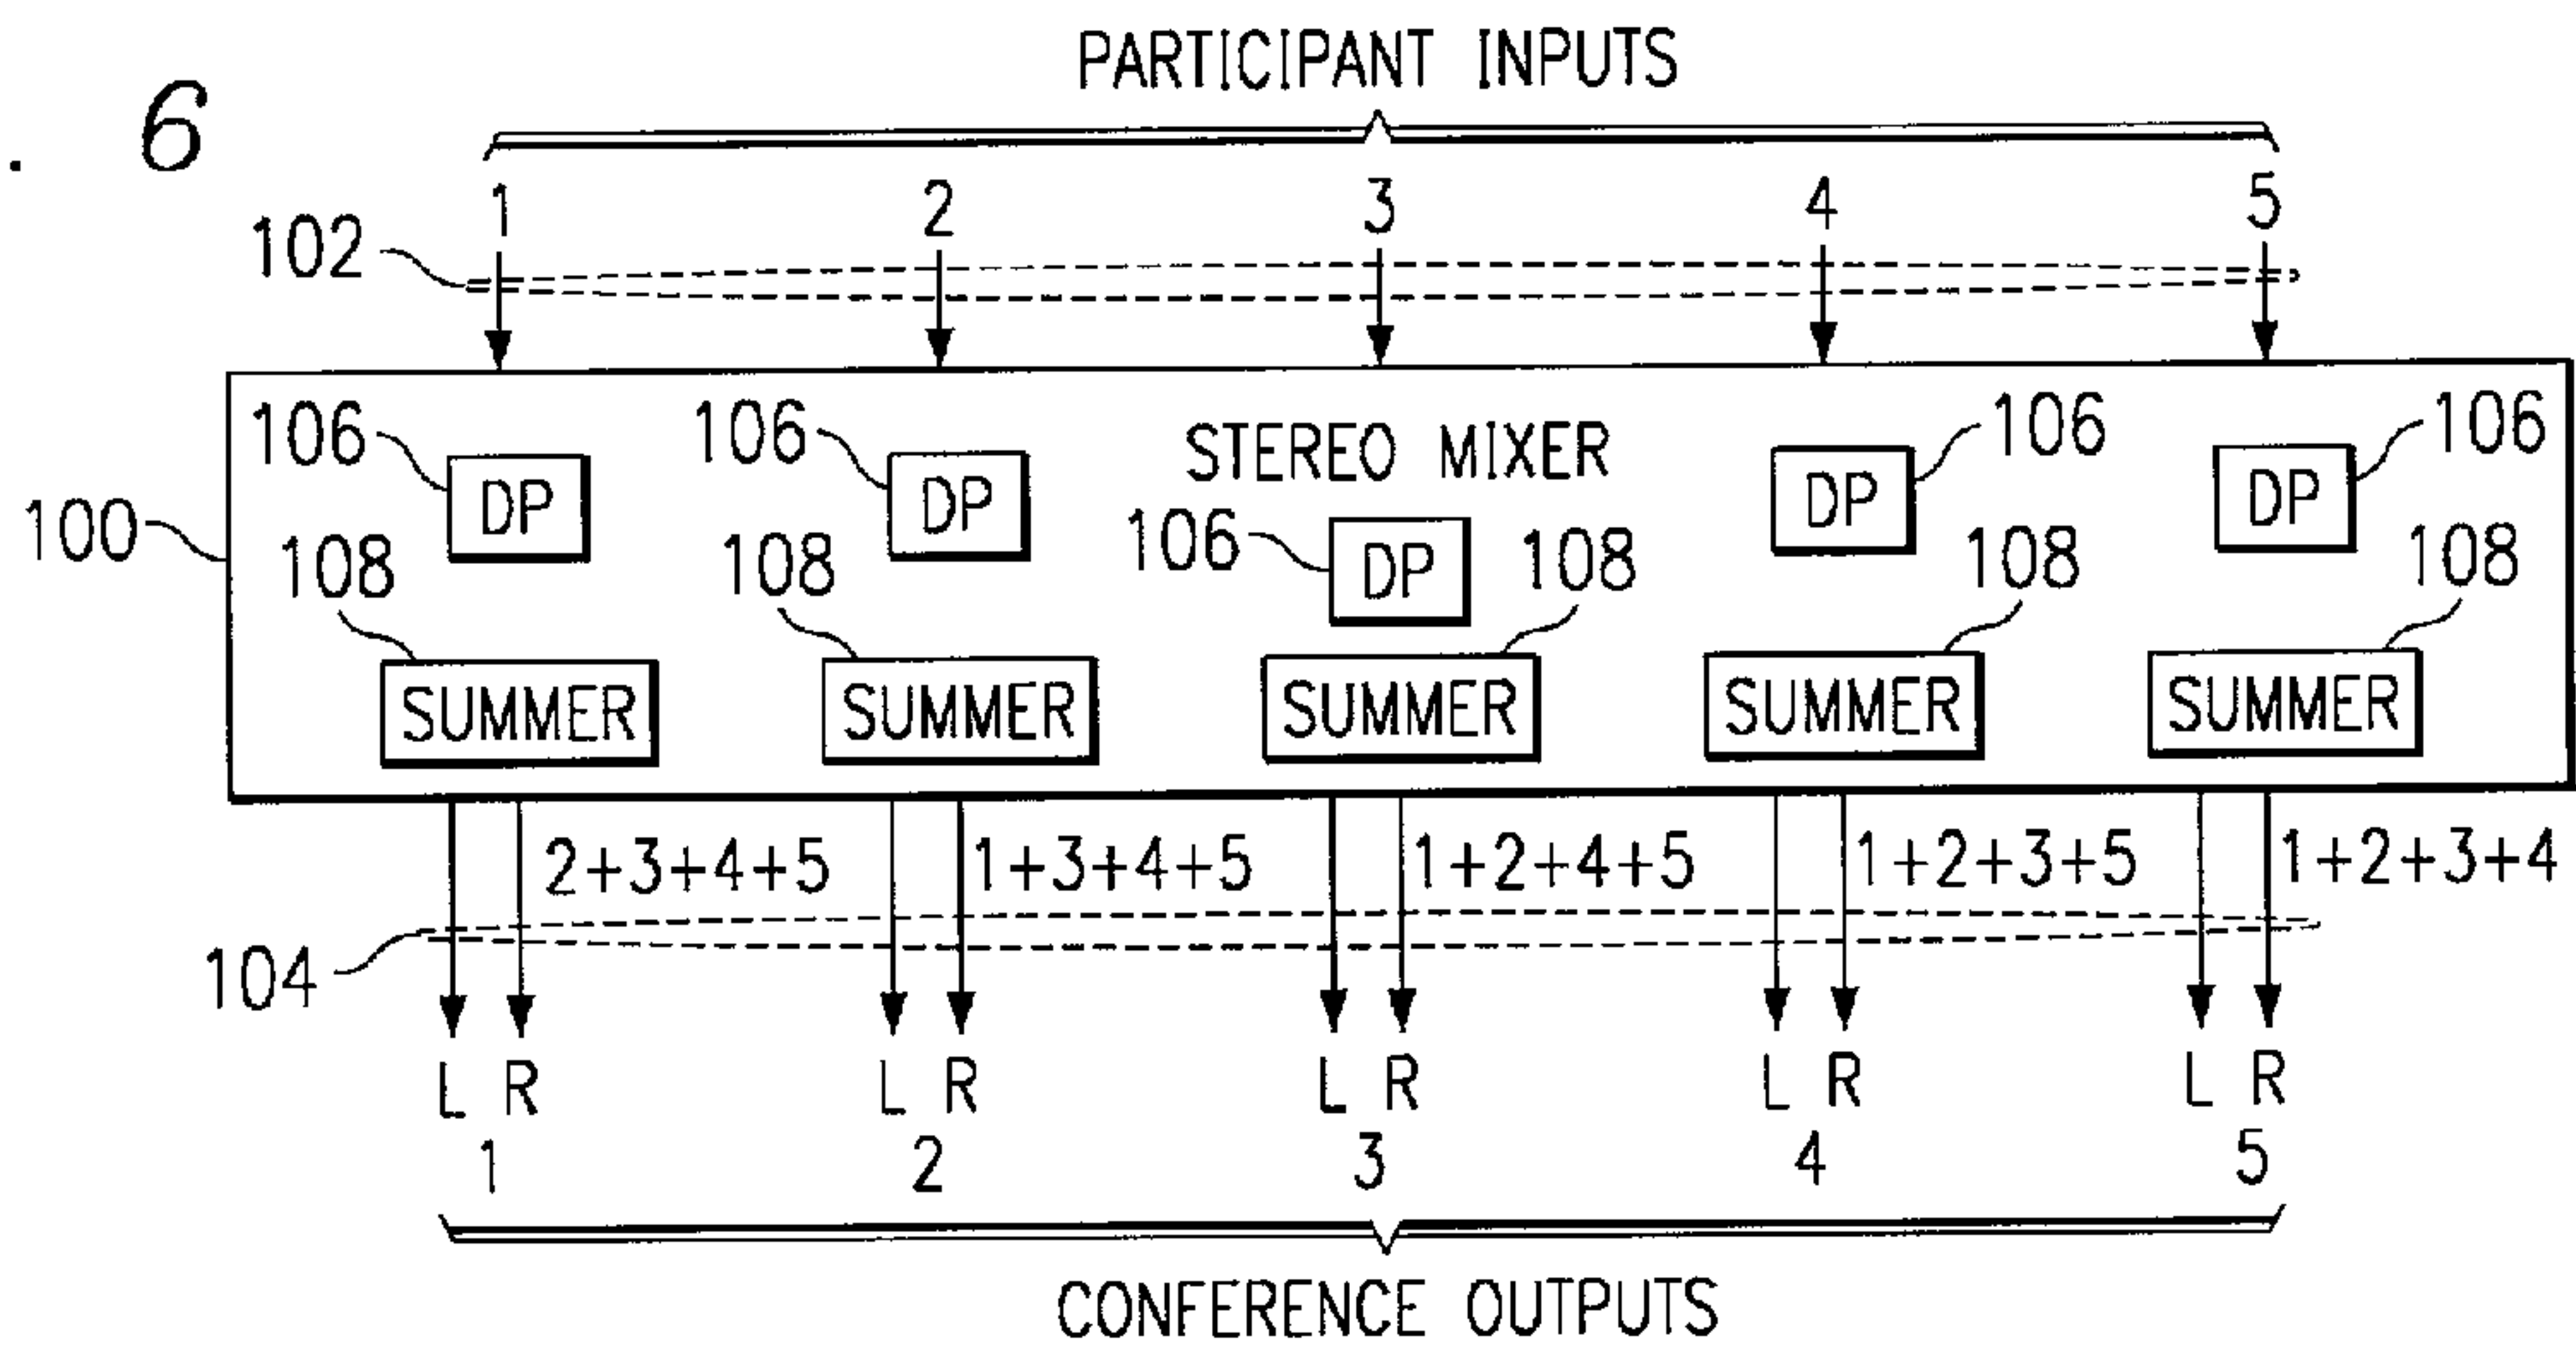 . 6
PARTICIPANT INPUTS
1 2 3 4 5
102
106 106 STEREO MIXER 106 106
DP DP DP DP
100 108 108 106 DP 108 108 108
SUMMER SUMMER SUMMER SUMMER SUMMER
2+3+4+5 1+3+4+5 1+2+4+5 1+2+3+5 1+2+3+4
104
L R L R L R L R L R
1 2 3 4 5
CONFERENCE OUTPUTS